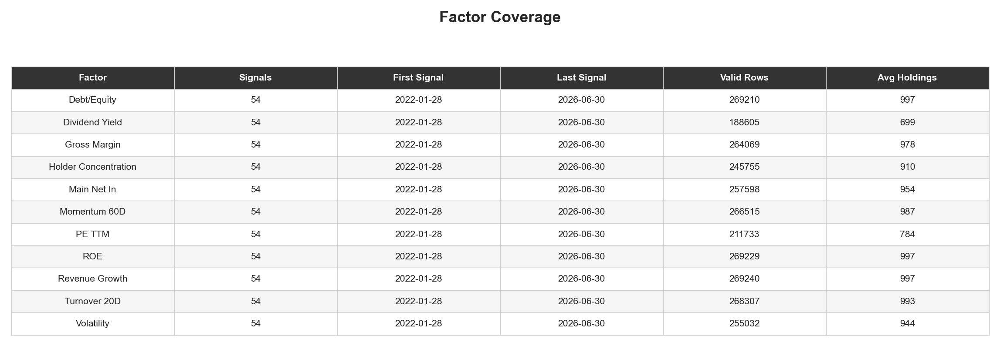 Factor Coverage
Factor Signals First Signal Last Signal Valid Rows Avg Holdings
Debt/Equity 54 2022-01-28 2026-06-30 269210 997
Dividend Yield 54 2022-01-28 2026-06-30 188605 699
Gross Margin 54 2022-01-28 2026-06-30 264069 978
Holder Concentration 54 2022-01-28 2026-06-30 245755 910
Main Net In 54 2022-01-28 2026-06-30 257598 954
Momentum 60D 54 2022-01-28 2026-06-30 266515 987
PE TTM 54 2022-01-28 2026-06-30 211733 784
ROE 54 2022-01-28 2026-06-30 269229 997
Revenue Growth 54 2022-01-28 2026-06-30 269240 997
Turnover 20D 54 2022-01-28 2026-06-30 268307 993
Volatility 54 2022-01-28 2026-06-30 255032 944